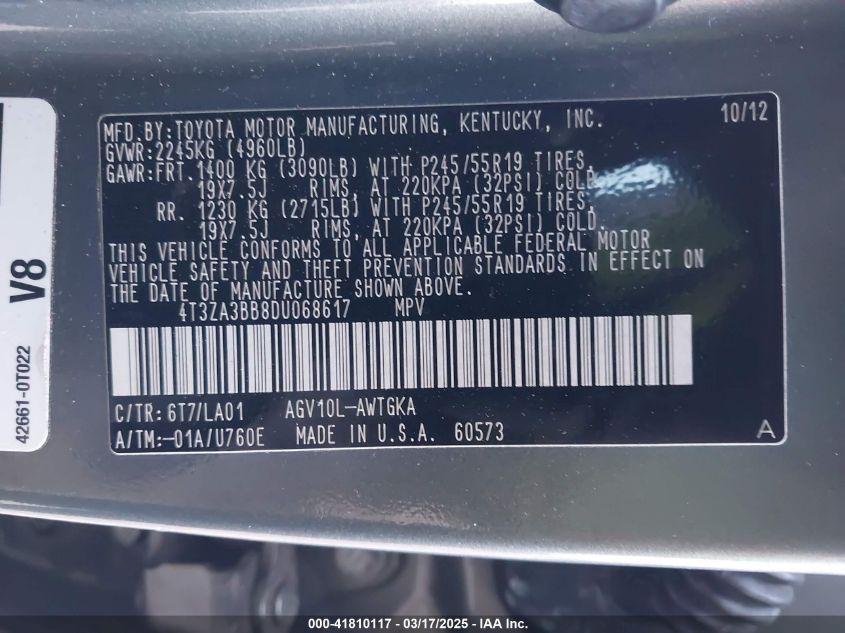 MFD.BY:TOYOTA MOTOR MANUFACTURING, KENTUCKY, INC. 10/12
GVWR:2245KG (4960LB)
GAWR:FRT.1400 KG (3090LB) WITH P245/55R19 TIRES,
19X7.5J RIMS, AT 220KPA (32PSI) COLD.
RR. 1230 KG (2715LB) WITH P245/55R19 TIRES,
19X7.5J RIMS, AT 220KPA (32PSI) COLD.
THIS VEHICLE CONFORMS TO ALL APPLICABLE FEDERAL MOTOR
VEHICLE SAFETY AND THEFT PREVENTION STANDARDS IN EFFECT ON
THE DATE OF MANUFACTURE SHOWN ABOVE.
4T3ZA3BB8DU068617 MPV
C/TR: 6T7/LA01 AGV10L-AWTGKA
A/TM:-01A/U760E MADE IN U.S.A. 60573 A
V8
42661-0T022
000-41810117 - 03/17/2025 - IAA Inc.